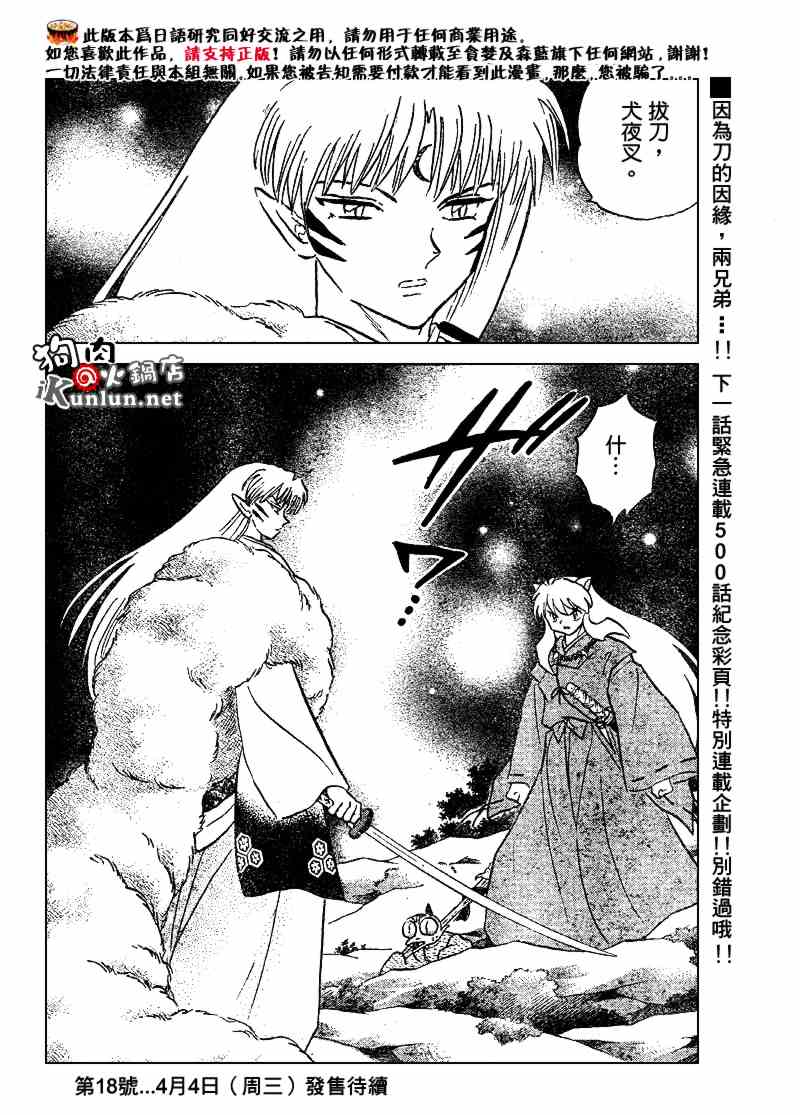 此版本爲日語研究同好交流之用，請勿用于任何商業用途。
如您喜歡此作品，請支持正版！請勿以任何形式轉載至貪婪及森藍旗下任何網站，謝謝！
一切法律責任與本組無關．如果您被告知需要付款才能看到此漫畫，那麼，您被騙了....
拔刀，
犬夜叉。
■因為刀的因緣，兩兄弟…!! 下一話緊急連載500話紀念彩頁!!特別連載企劃!!別錯過哦!!
狗肉
@火鍋店
iKunlun.net
什…
ワ…
第18號...4月4日（周三）發售待續